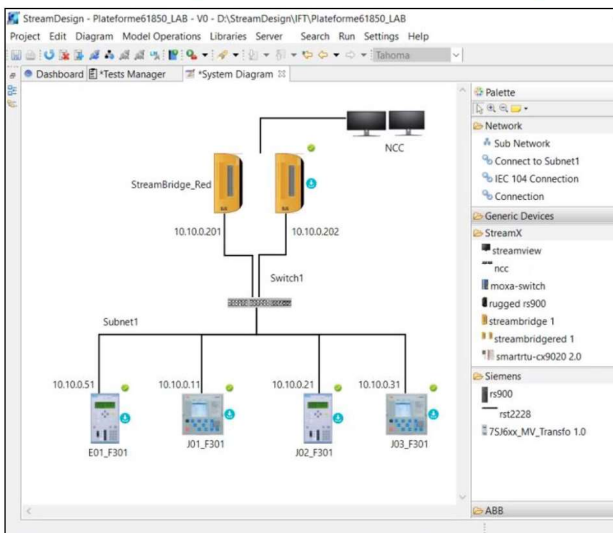 StreamDesign - Plateforme61850_LAB - V0 - D:\StreamDesign\IFT\Plateforme61850_LAB
Project Edit Diagram Model Operations Libraries Server Search Run Settings Help
Tahoma
Dashboard *Tests Manager *System Diagram
NCC
StreamBridge_Red
10.10.0.201 10.10.0.202
Switch1
Subnet1
10.10.0.51 10.10.0.11 10.10.0.21 10.10.0.31
E01_F301 J01_F301 J02_F301 J03_F301
Palette
Network
Sub Network
Connect to Subnet1
IEC 104 Connection
Connection
Generic Devices
StreamX
streamview
ncc
moxa-switch
rugged rs900
streambridge 1
streambridgered 1
smartrtu-cx9020 2.0
Siemens
rs900
rst2228
7SJ6xx_MV_Transfo 1.0
ABB